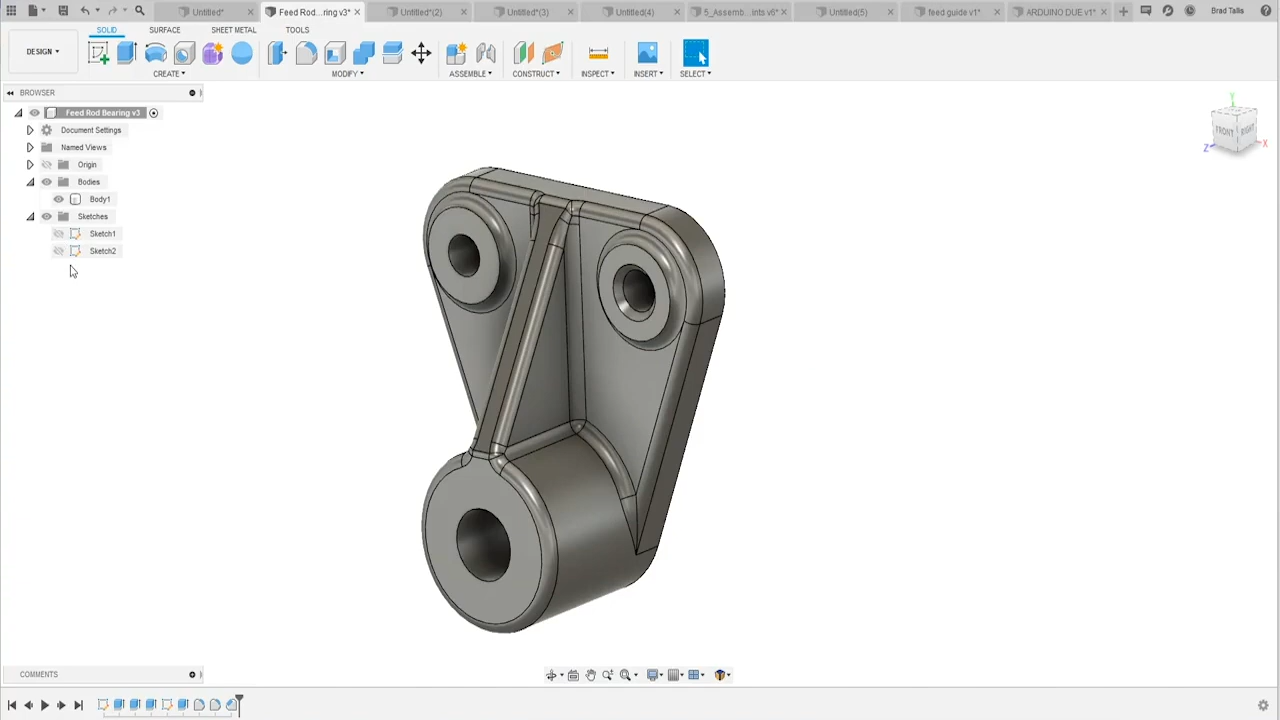 Untitled*
Feed Rod...ring v3*
Untitled*(2)
Untitled*(3)
Untitled(4)
5_Assemb...ints v6*
Untitled(5)
feed guide v1*
ARDUINO DUE v1*
Brad Tallis
SOLID
SURFACE
SHEET METAL
TOOLS
DESIGN
CREATE
MODIFY
ASSEMBLE
CONSTRUCT
INSPECT
INSERT
SELECT
BROWSER
Feed Rod Bearing v3
Document Settings
Named Views
Origin
Bodies
Body1
Sketches
Sketch1
Sketch2
Y
FRONT
RIGHT
Z
X
COMMENTS